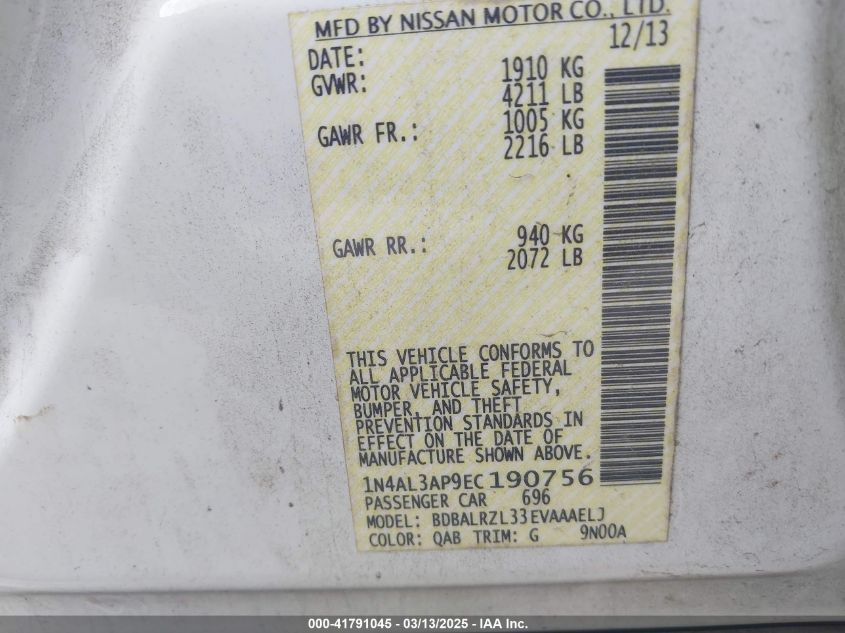 MFD BY NISSAN MOTOR CO., LTD.
DATE: 12/13
GVWR: 1910 KG
4211 LB
GAWR FR.: 1005 KG
2216 LB
GAWR RR.: 940 KG
2072 LB
THIS VEHICLE CONFORMS TO
ALL APPLICABLE FEDERAL
MOTOR VEHICLE SAFETY,
BUMPER, AND THEFT
PREVENTION STANDARDS IN
EFFECT ON THE DATE OF
MANUFACTURE SHOWN ABOVE.
1N4AL3AP9EC190756
PASSENGER CAR 696
MODEL: BDBALRZL33EVAAAELJ
COLOR: QAB TRIM: G 9N00A
000-41791045 - 03/13/2025 - IAA Inc.